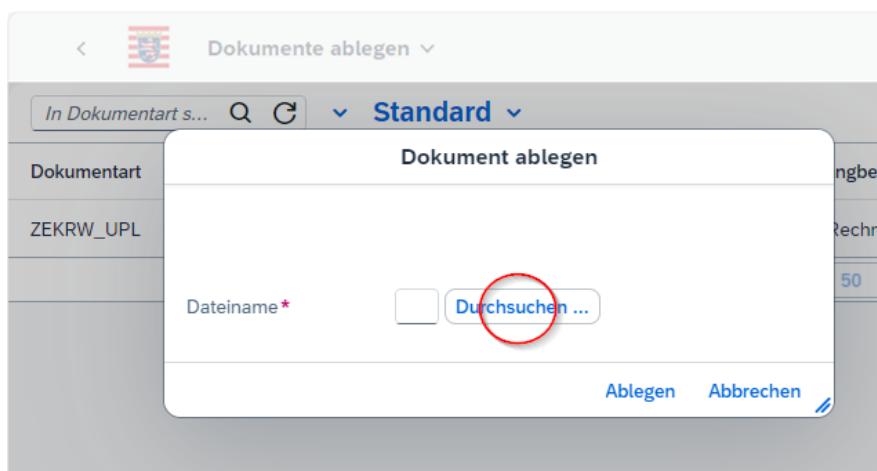 Dokumente ablegen
In Dokumentart s... Standard
Dokument ablegen
Dokumentart
ZEKRW_UPL
50
Dateiname* Durchsuchen ...
Ablegen Abbrechen